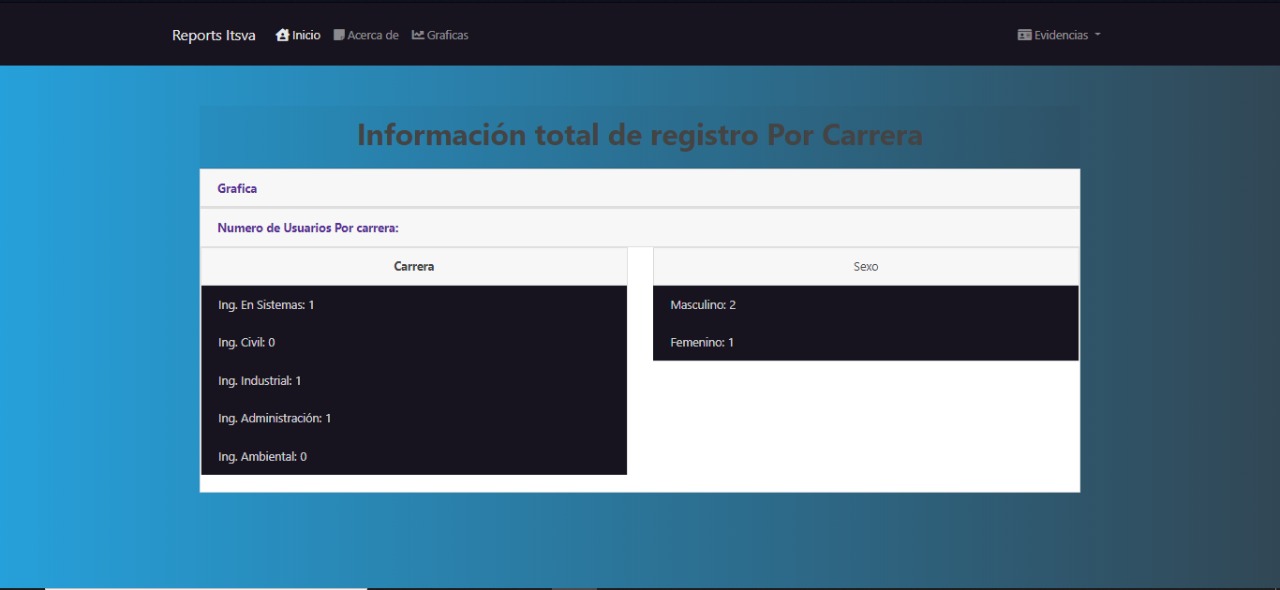 Reports Itsva Inicio Acerca de Graficas Evidencias
Información total de registro Por Carrera
Grafica
Numero de Usuarios Por carrera:
Carrera
Ing. En Sistemas: 1
Ing. Civil: 0
Ing. Industrial: 1
Ing. Administración: 1
Ing. Ambiental: 0
Sexo
Masculino: 2
Femenino: 1